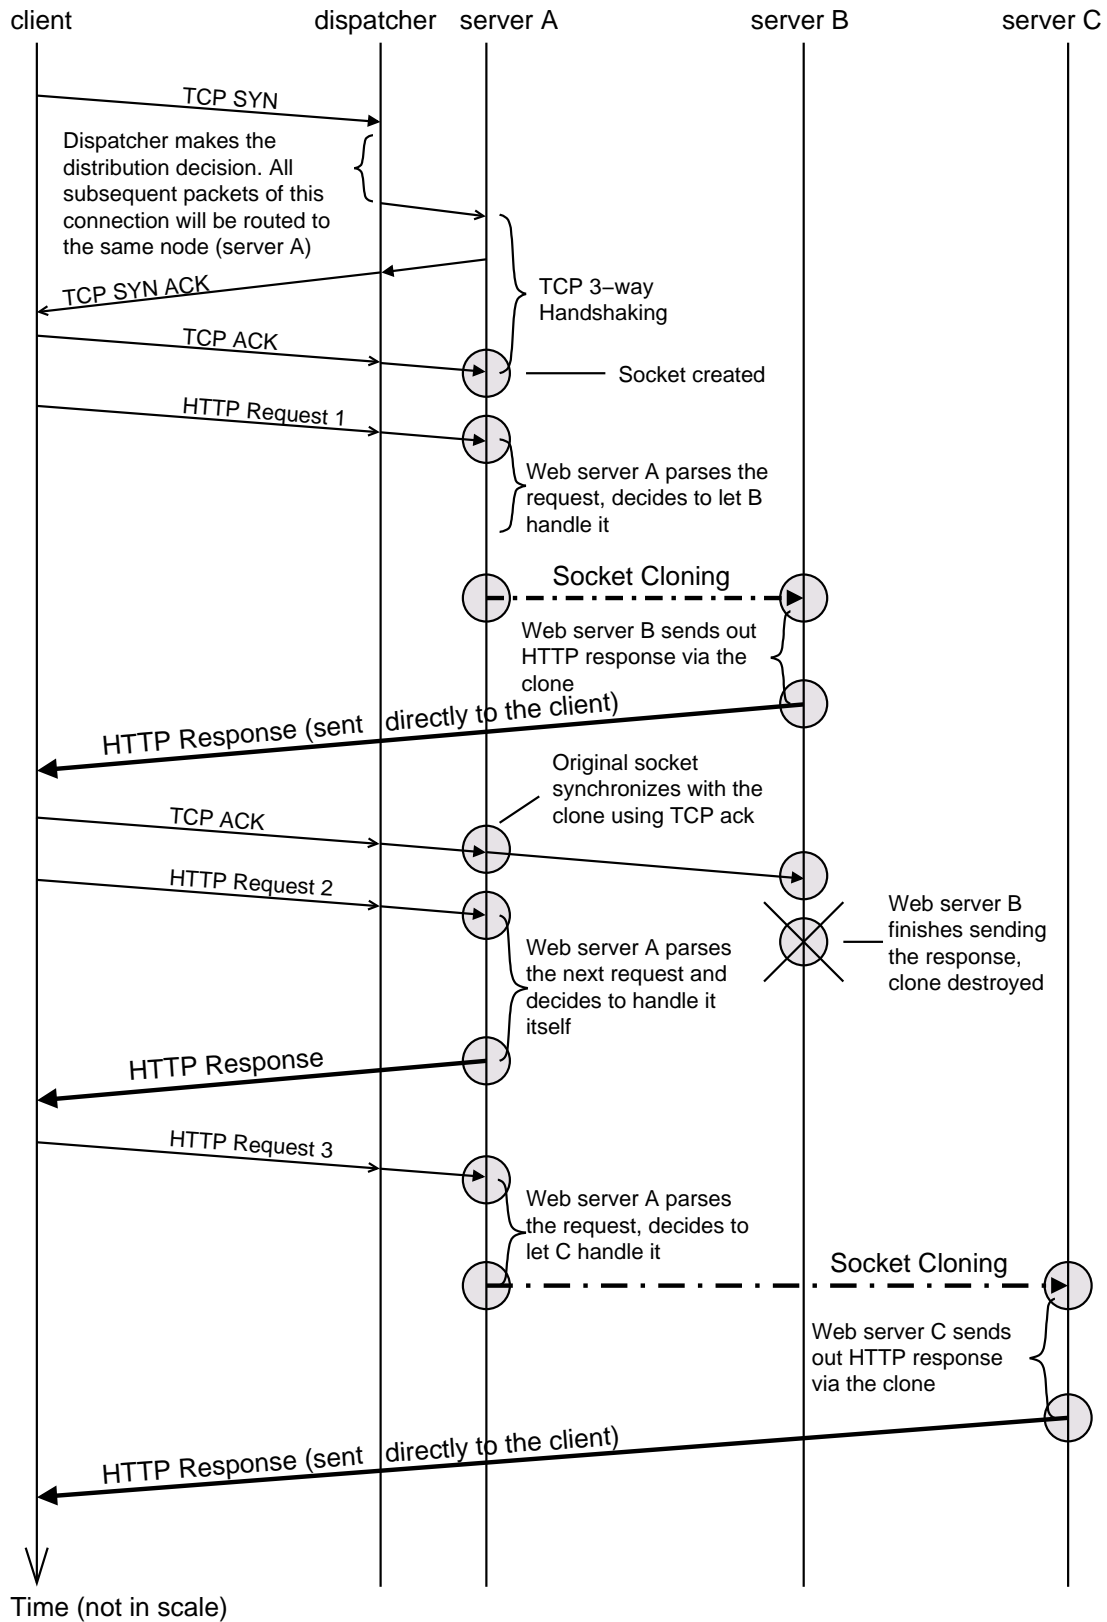 client dispatcher server A server B server C
TCP SYN
Dispatcher makes the
distribution decision. All
subsequent packets of this
connection will be routed to
the same node (server A)
TCP SYN ACK
TCP 3−way
Handshaking
TCP ACK
Socket created
HTTP Request 1
Web server A parses the
request, decides to let B
handle it
Socket Cloning
Web server B sends out
HTTP response via the
clone
HTTP Response (sent directly to the client)
Original socket
synchronizes with the
clone using TCP ack
TCP ACK
HTTP Request 2
Web server B
finishes sending
the response,
clone destroyed
Web server A parses
the next request and
decides to handle it
itself
HTTP Response
HTTP Request 3
Web server A parses
the request, decides to
let C handle it
Socket Cloning
Web server C sends
out HTTP response
via the clone
HTTP Response (sent directly to the client)
Time (not in scale)